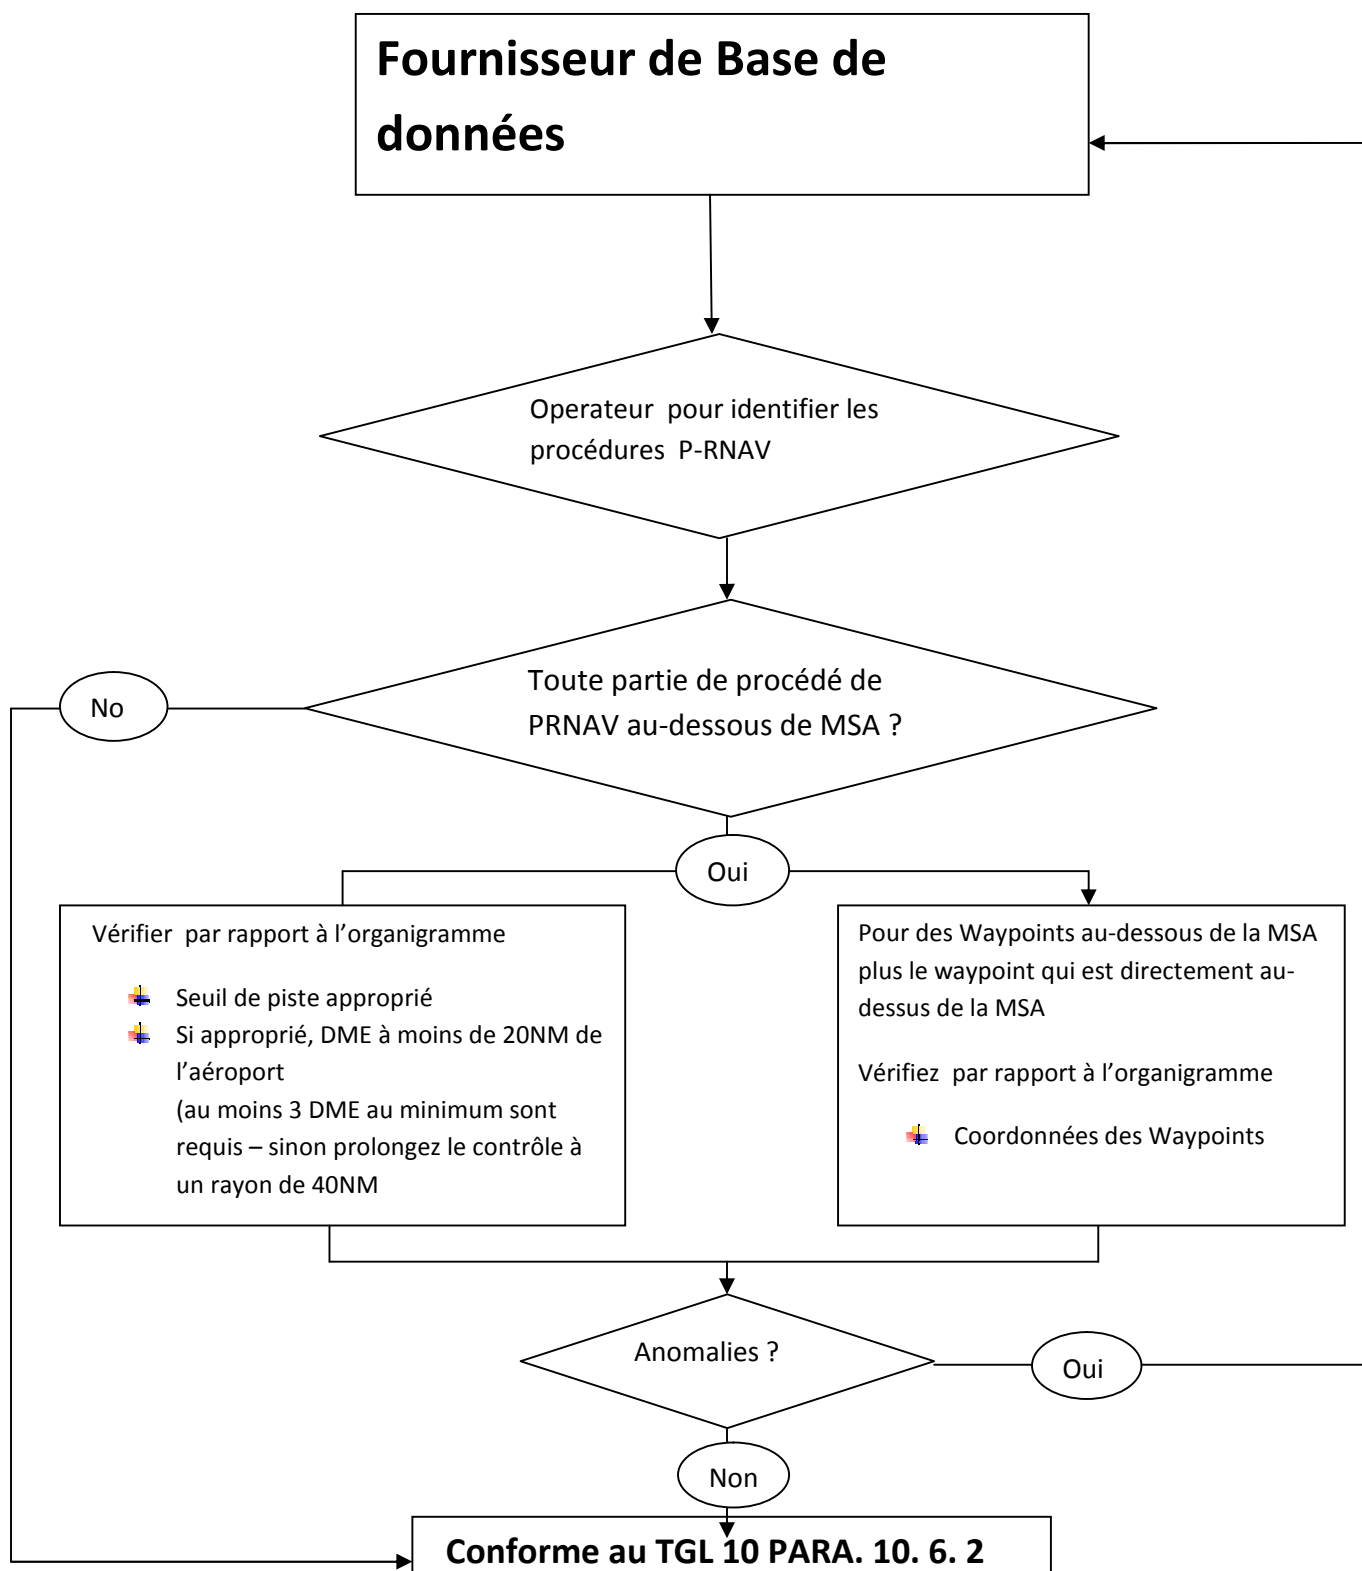 Fournisseur de Base de
données
Operateur pour identifier les
procédures P-RNAV
Toute partie de procédé de
PRNAV au-dessous de MSA ?
No
Oui
Vérifier par rapport à l’organigramme
Seuil de piste approprié
Si approprié, DME à moins de 20NM de
l’aéroport
(au moins 3 DME au minimum sont
requis – sinon prolongez le contrôle à
un rayon de 40NM
Pour des Waypoints au-dessous de la MSA
plus le waypoint qui est directement au-
dessus de la MSA
Vérifiez par rapport à l’organigramme
Coordonnées des Waypoints
Anomalies ?
Oui
Non
Conforme au TGL 10 PARA. 10. 6. 2